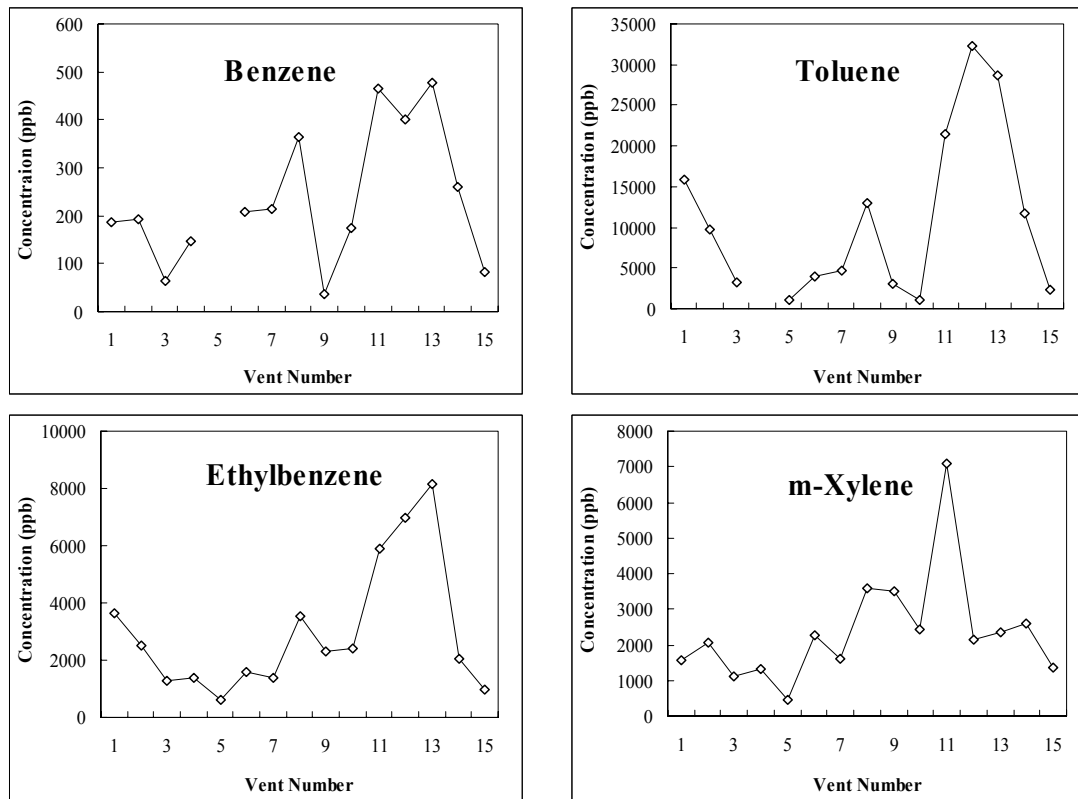 Benzene
Concentraion (ppb)
600
500
400
300
200
100
0
1 3 5 7 9 11 13 15
Vent Number
Toluene
Concentration (ppb)
35000
30000
25000
20000
15000
10000
5000
0
1 3 5 7 9 11 13 15
Vent Number
Ethylbenzene
Concentration (ppb)
10000
8000
6000
4000
2000
0
1 3 5 7 9 11 13 15
Vent Number
m-Xylene
Concentration (ppb)
8000
7000
6000
5000
4000
3000
2000
1000
0
1 3 5 7 9 11 13 15
Vent Number